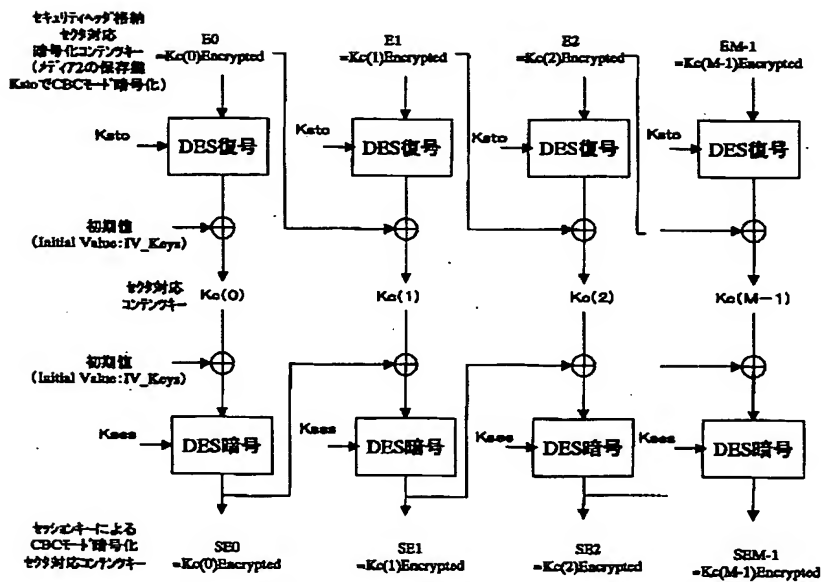 セキュリティヘッダ格納
セクタ対応
暗号化コンテンツキー
(メディア2の保存鍵
KstoでCBCモード暗号化)
E0
=Kc(0)Encrypted
E1
=Kc(1)Encrypted
E2
=Kc(2)Encrypted
EM-1
=Kc(M-1)Encrypted
Ksto
DES復号
Ksto
DES復号
Ksto
DES復号
Ksto
DES復号
初期値
(Initial Value:IV_Keys)
セクタ対応
コンテンツキー
Kc(0)
Kc(1)
Kc(2)
Kc(M-1)
初期値
(Initial Value:IV_Keys)
Kses
DES暗号
Kses
DES暗号
Kses
DES暗号
Kses
DES暗号
セッションキーによる
CBCモード暗号化
セクタ対応コンテンツキー
SE0
=Kc(0)Encrypted
SE1
=Kc(1)Encrypted
SE2
=Kc(2)Encrypted
SEM-1
=Kc(M-1)Encrypted